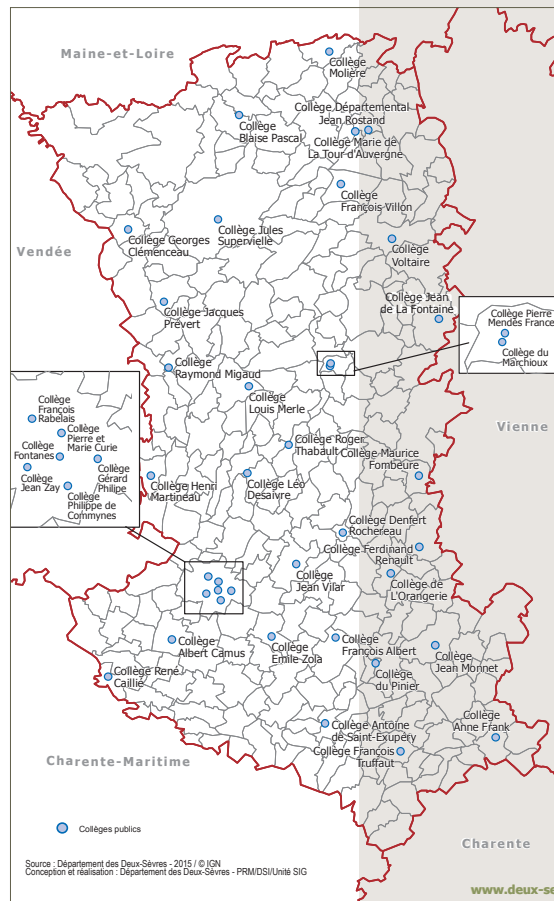 Maine-et-Loire
Collège
Molière
Collège Départemental
Jean Rostand
Collège
Blaise Pascal
Collège Marie de
La Tour d'Auvergne
Collège
François Villon
Collège Jules
Supervielle
Collège Georges
Clémenceau
Vendée
Collège
Voltaire
Collège Jacques
Prévert
Collège Jean
de La Fontaine
Collège Pierre
Mendès France
Collège du
Marchioux
Collège
Raymond Migaud
Collège
Louis Merle
Vienne
Collège
François
Rabelais
Collège
Pierre et
Marie Curie
Collège
Fontanes
Collège
Jean Zay
Collège
Gérard
Philipe
Collège
Philippe de
Commynes
Collège Roger
Thabault
Collège Maurice
Fombeure
Collège Henri
Martineau
Collège Léo
Desaivre
Collège Denfert
Rochereau
Collège Ferdinand
Renault
Collège
Jean Vilar
Collège de
L'Orangerie
Collège
Albert Camus
Collège
Emile Zola
Collège
François Albert
Collège
Jean Monnet
Collège René
Caillié
Collège
du Pinier
Collège Antoine
de Saint-Exupéry
Collège
Anne Frank
Collège François
Truffaut
Charente-Maritime
Collèges publics
Charente
Source : Département des Deux-Sèvres - 2015 / © IGN
Conception et réalisation : Département des Deux-Sèvres - PRM/DSI/Unité SIG
www.deux-se